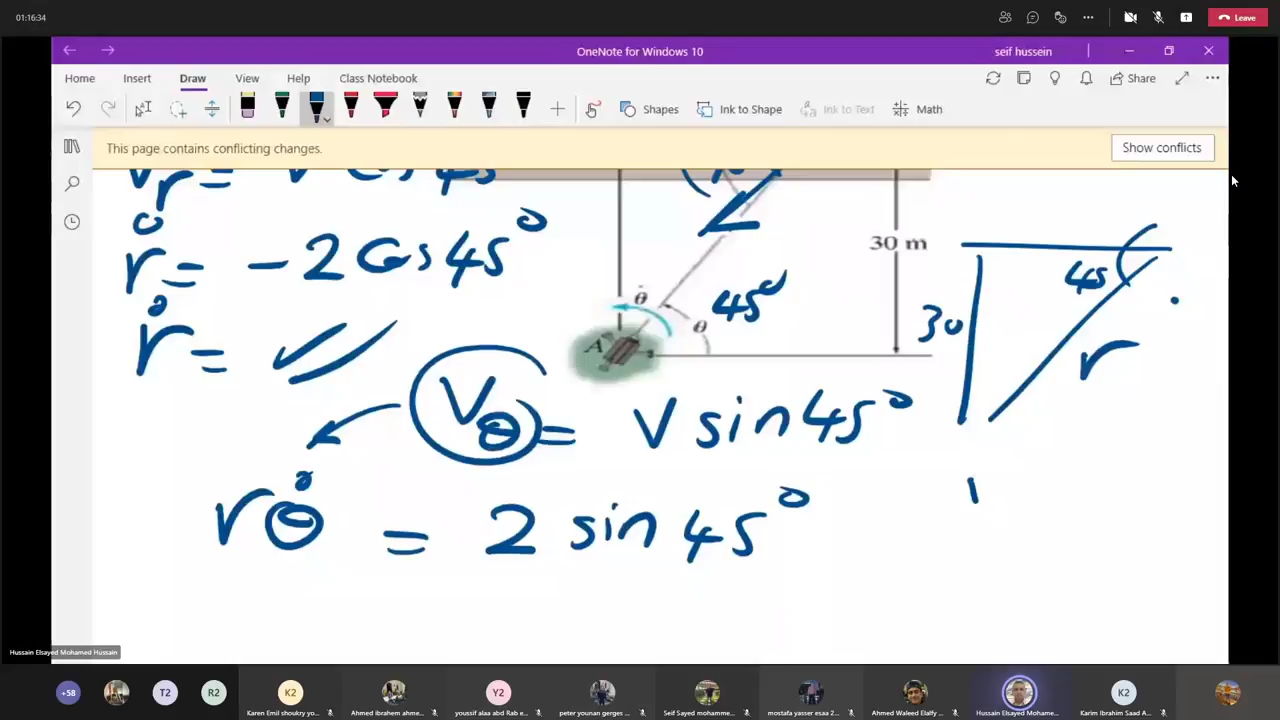 01:16:34
Leave
OneNote for Windows 10
seif hussein
Home Insert Draw View Help Class Notebook
Share
Shapes Ink to Shape Ink to Text Math
This page contains conflicting changes.
Show conflicts
ṙ = - 2 Cos 45°
30 m
45
θ̇
45°
θ
30
A
r
ṙ =
Vθ = V sin 45°
rθ̇ = 2 sin 45°
Hussain Elsayed Mohamed Hussain
+58
T2
R2
K2
Y2
K2
Karen Emil shoukry yo...
Ahmed ibrahem ahme...
youssif alaa abd Rab e...
peter younan gerges ...
Seif Sayed mohamme...
mostafa yasser esaa 2...
Ahmed Waleed Elalfy ...
Hussain Elsayed Mohame...
Karim Ibrahim Saad A...